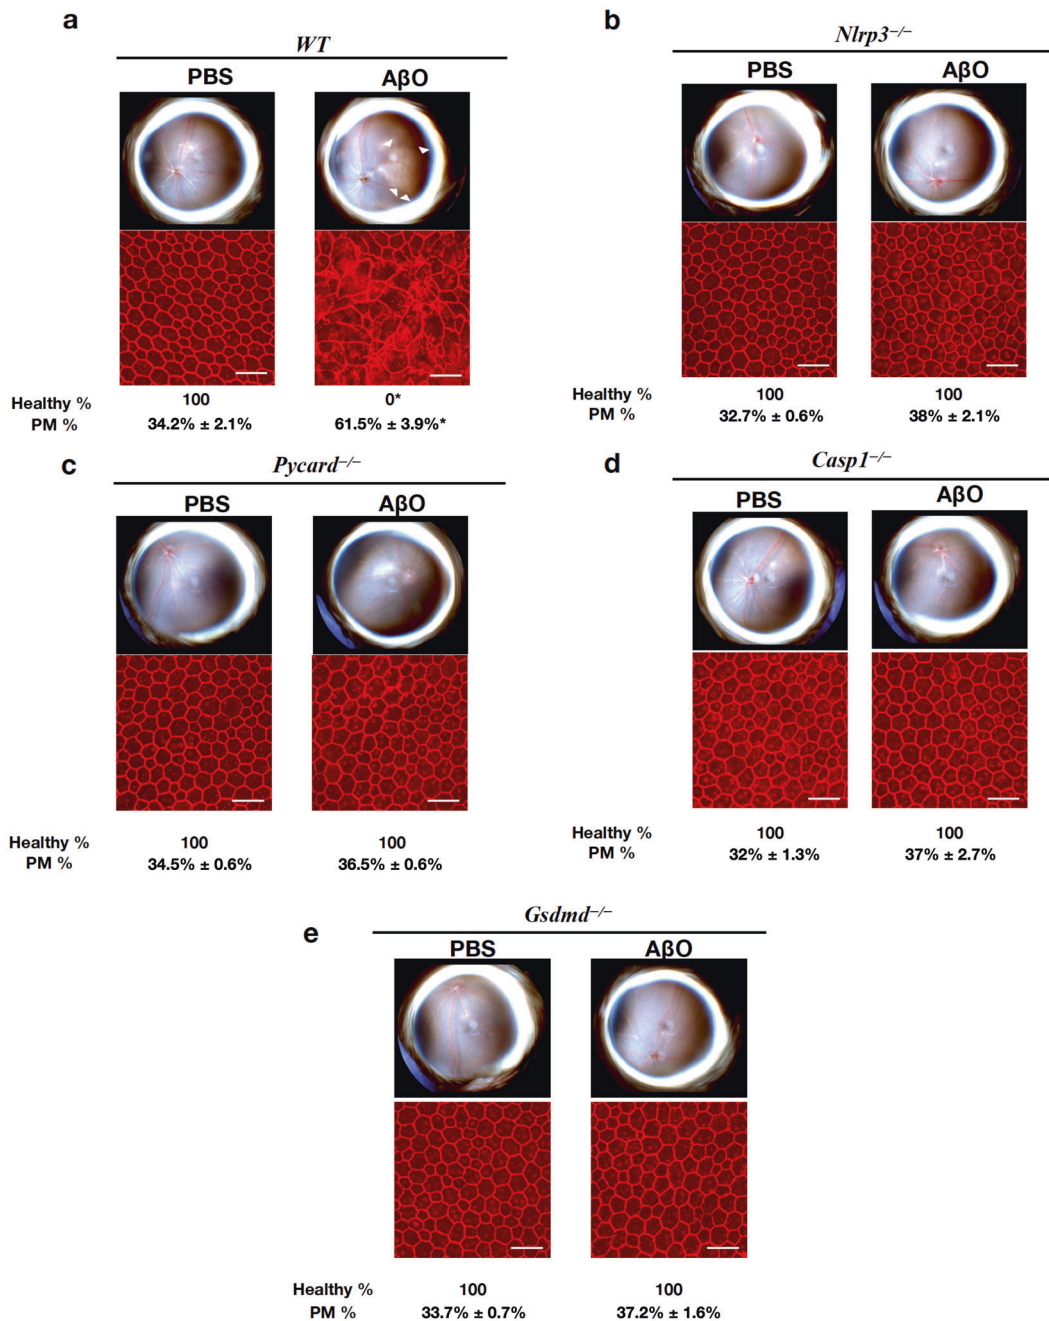 a
WT
PBS AβO
Healthy % 100 0*
PM % 34.2% ± 2.1% 61.5% ± 3.9%*
b
Nlrp3–/–
PBS AβO
Healthy % 100 100
PM % 32.7% ± 0.6% 38% ± 2.1%
c
Pycard–/–
PBS AβO
Healthy % 100 100
PM % 34.5% ± 0.6% 36.5% ± 0.6%
d
Casp1–/–
PBS AβO
Healthy % 100 100
PM % 32% ± 1.3% 37% ± 2.7%
e
Gsdmd–/–
PBS AβO
Healthy % 100 100
PM % 33.7% ± 0.7% 37.2% ± 1.6%